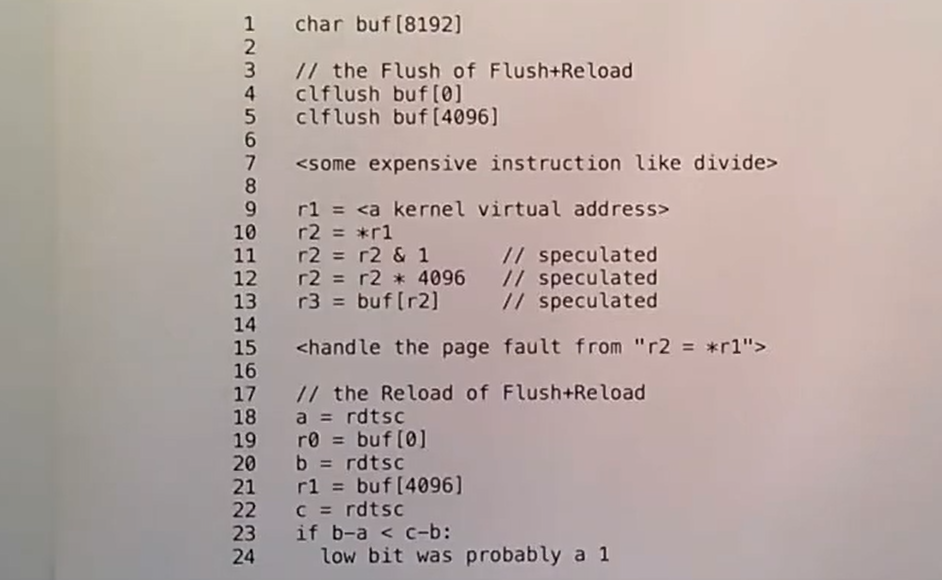 1 char buf[8192]
2
3 // the Flush of Flush+Reload
4 clflush buf[0]
5 clflush buf[4096]
6
7 <some expensive instruction like divide>
8
9 r1 = <a kernel virtual address>
10 r2 = *r1
11 r2 = r2 & 1 // speculated
12 r2 = r2 * 4096 // speculated
13 r3 = buf[r2] // speculated
14
15 <handle the page fault from "r2 = *r1">
16
17 // the Reload of Flush+Reload
18 a = rdtsc
19 r0 = buf[0]
20 b = rdtsc
21 r1 = buf[4096]
22 c = rdtsc
23 if b-a < c-b:
24 low bit was probably a 1